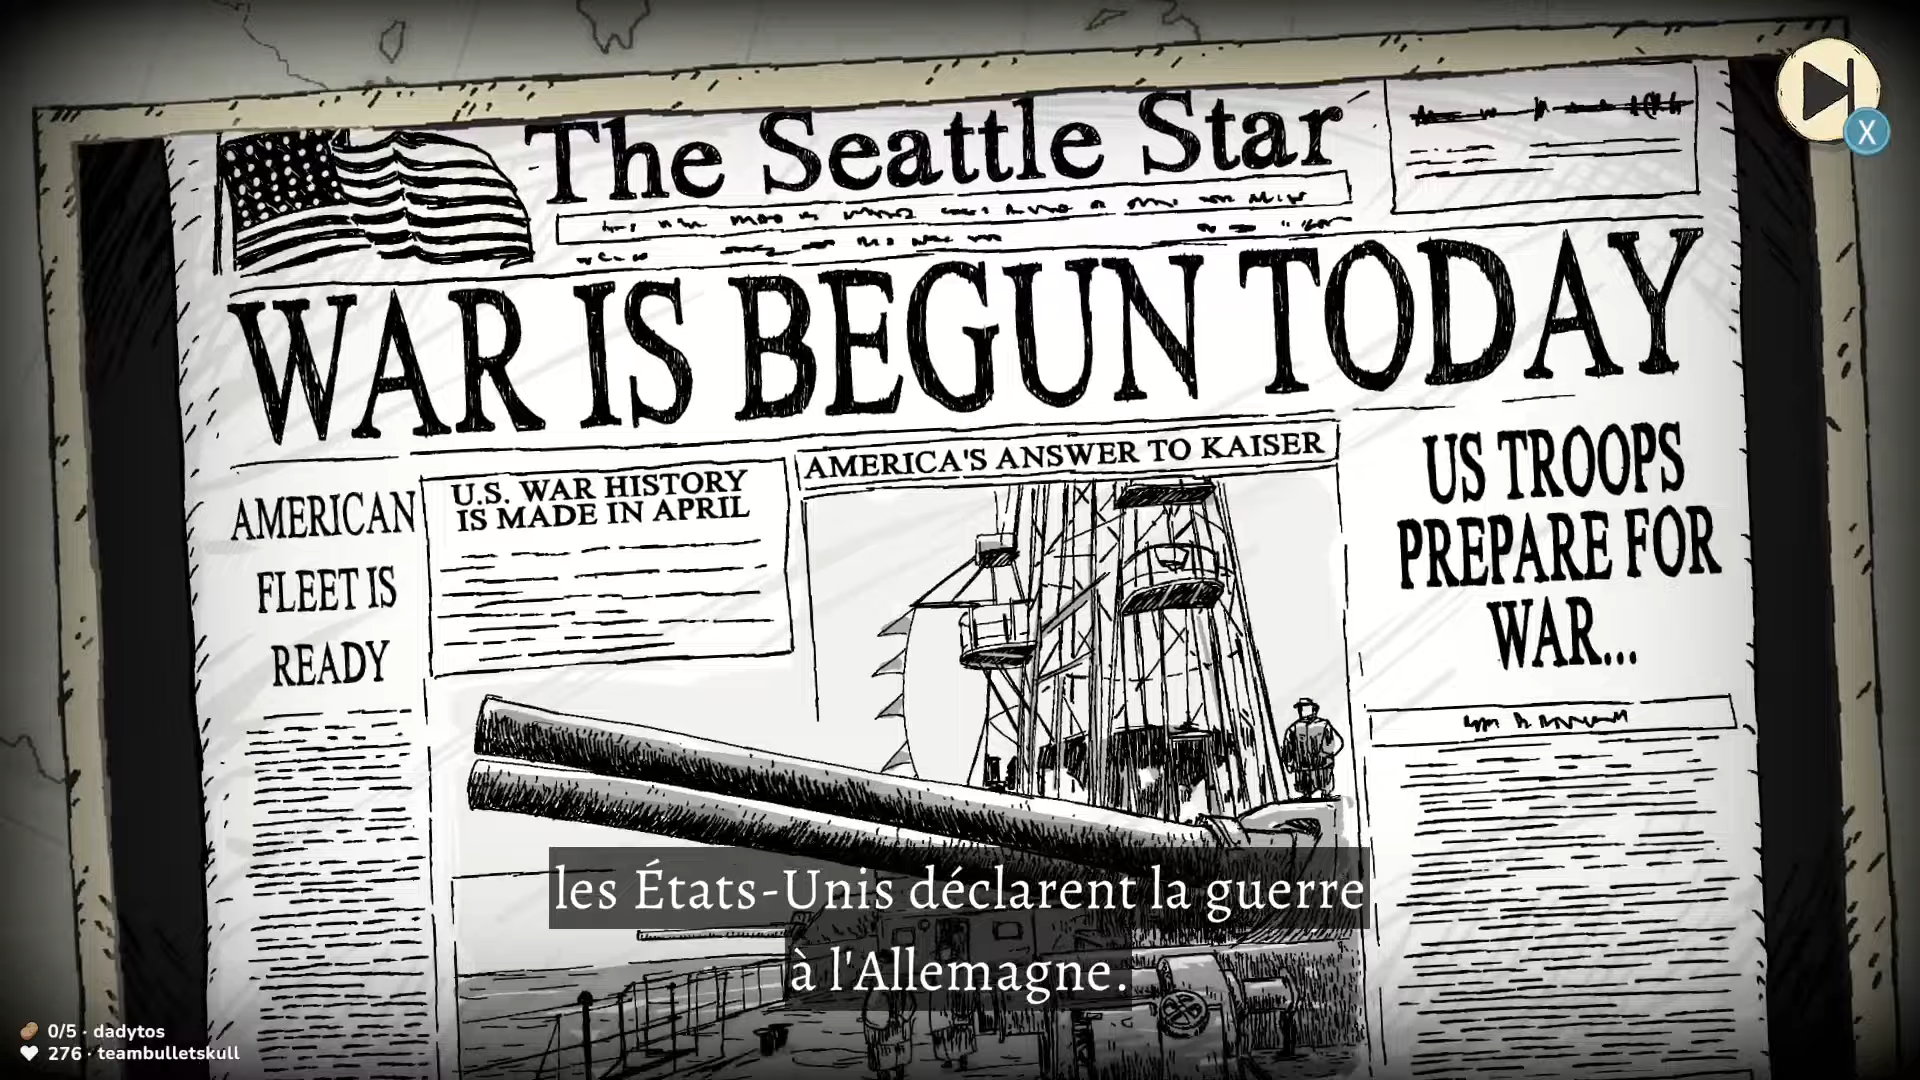 The Seattle Star
WAR IS BEGUN TODAY
AMERICAN
FLEET IS
READY
U.S. WAR HISTORY
IS MADE IN APRIL
AMERICA'S ANSWER TO KAISER
US TROOPS
PREPARE FOR
WAR...
les États-Unis déclarent la guerre
à l'Allemagne.
X
0/5 · dadytos
276 · teambulletskull